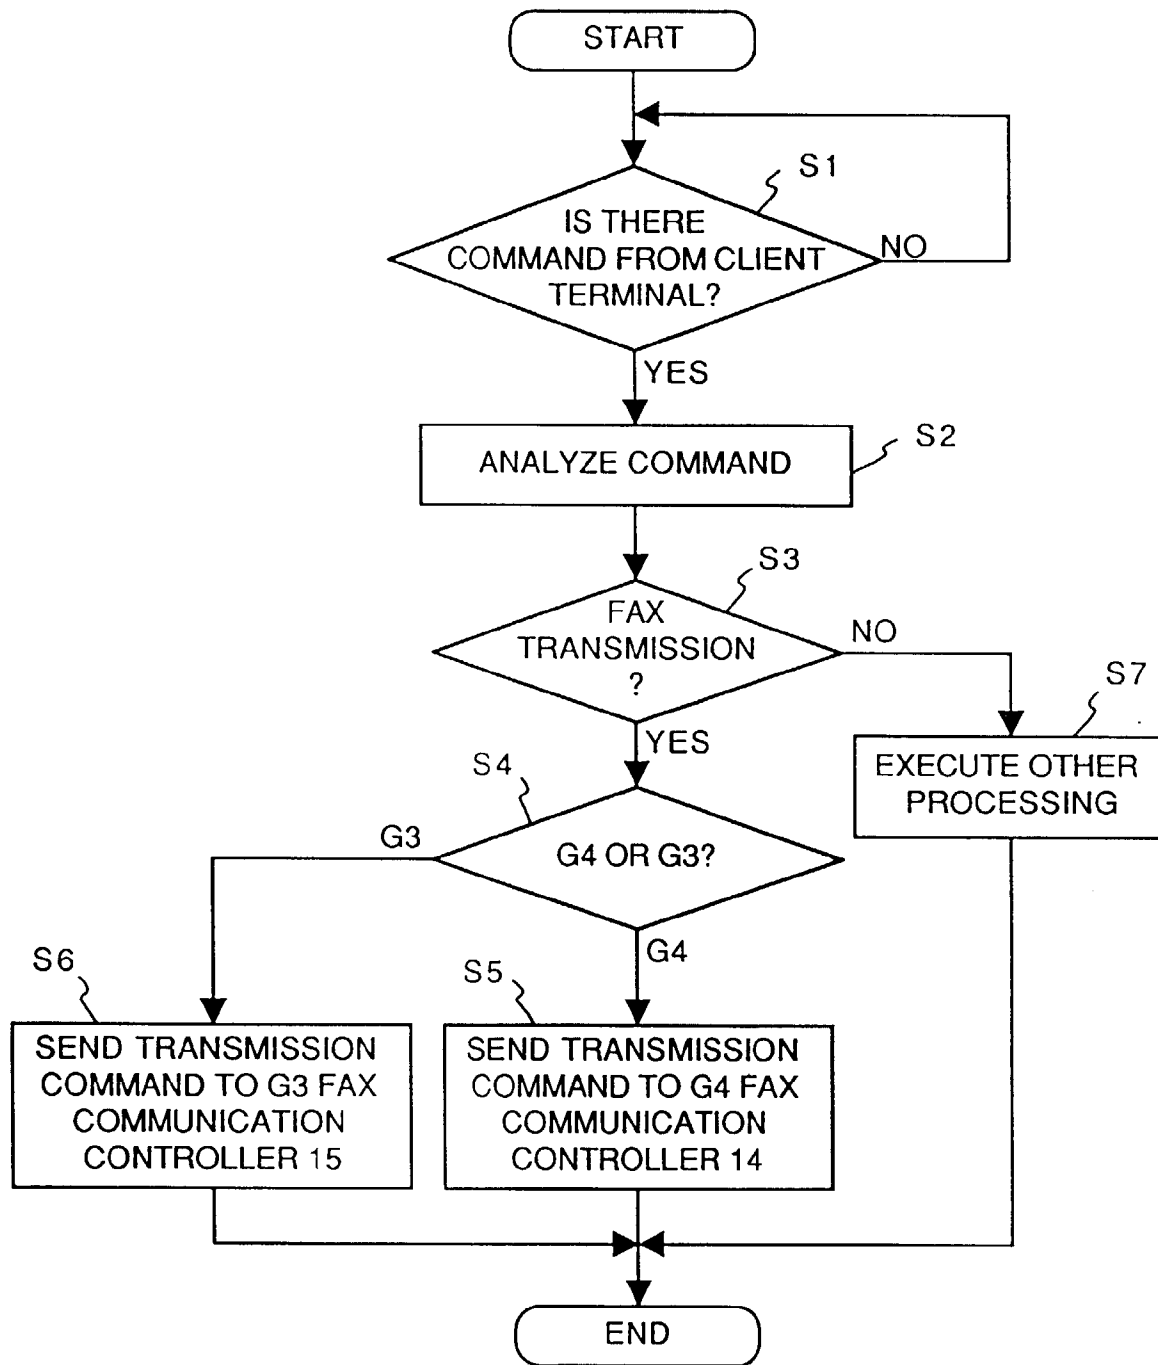 START
S1
IS THERE
COMMAND FROM CLIENT
TERMINAL?
NO
YES
S2
ANALYZE COMMAND
S3
FAX
TRANSMISSION
?
NO
YES
S7
EXECUTE OTHER
PROCESSING
S4
G4 OR G3?
G3
G4
S6
SEND TRANSMISSION
COMMAND TO G3 FAX
COMMUNICATION
CONTROLLER 15
S5
SEND TRANSMISSION
COMMAND TO G4 FAX
COMMUNICATION
CONTROLLER 14
END